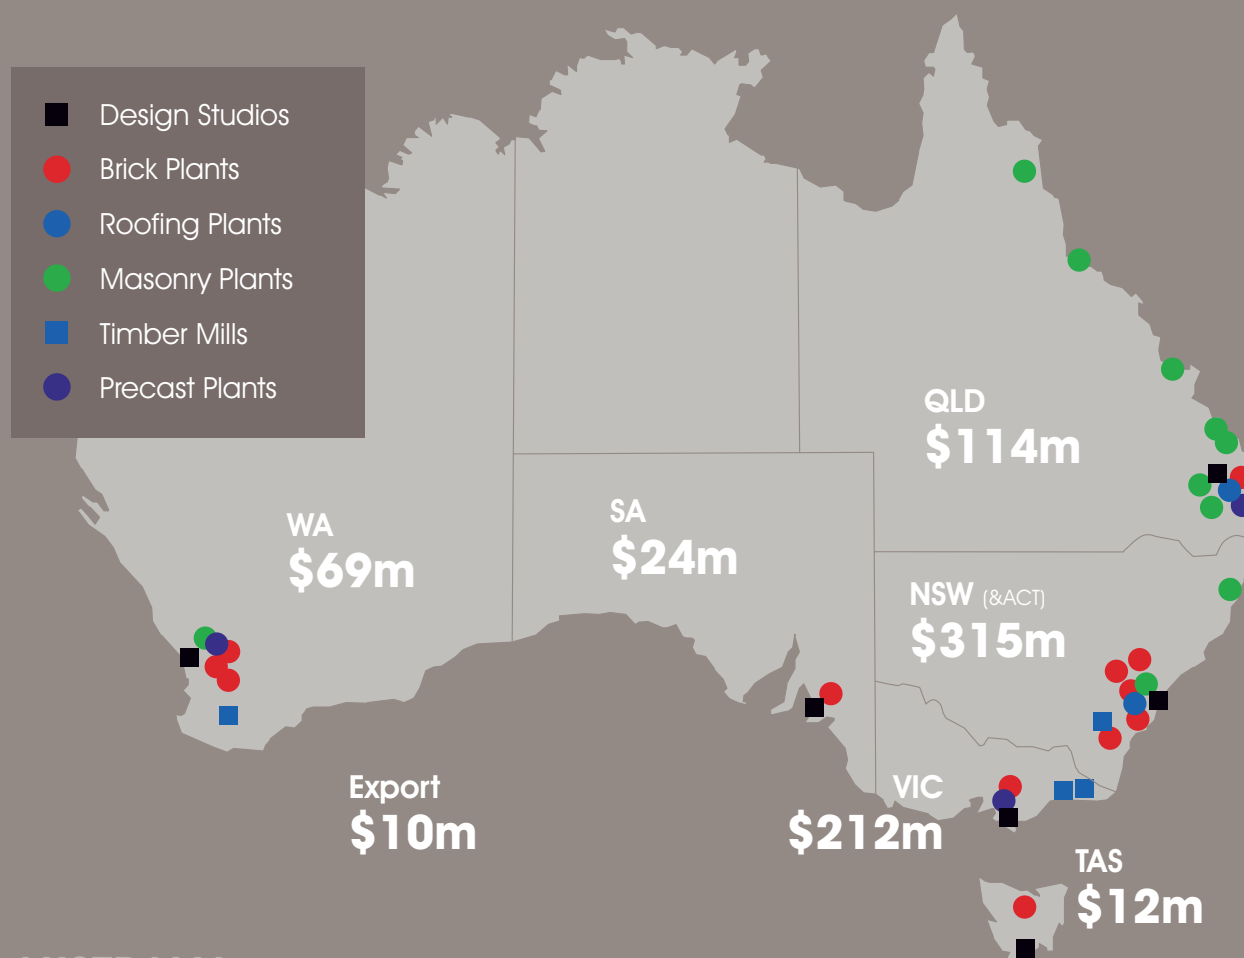 Design Studios
Brick Plants
Roofing Plants
Masonry Plants
Timber Mills
Precast Plants
QLD
$114m
WA
$69m
SA
$24m
NSW (&ACT)
$315m
Export
$10m
VIC
$212m
TAS
$12m